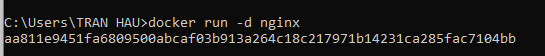 C:\Users\TRAN HAU>docker run -d nginx
aa811e9451fa6809500abcaf03b913a264c18c217971b14231ca285fac7104bb